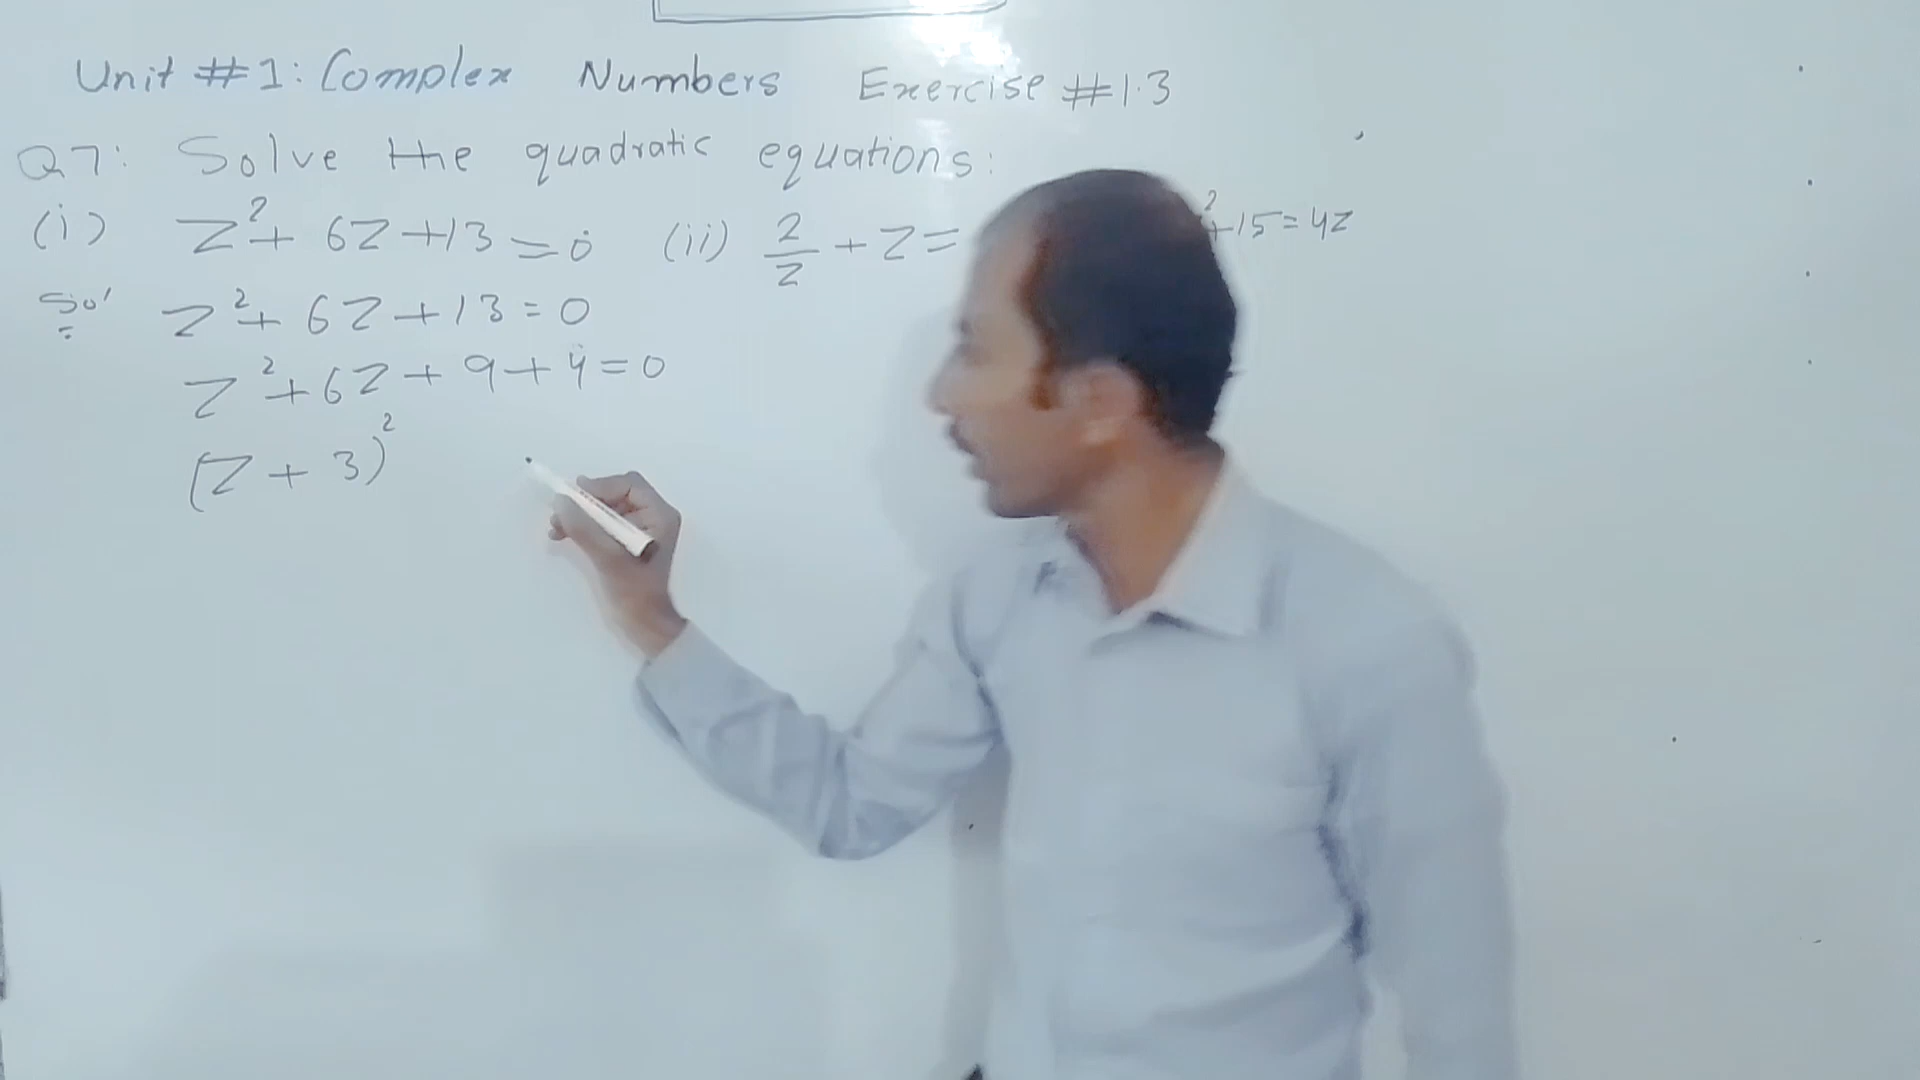 Unit #1: Complex Numbers Exercise #1.3
Q7: Solve the quadratic equations:
(i) z²+ 6z+13=0 (ii) 2/z + z = ²+15=4z
Sol z²+ 6z+13=0
z²+6z+ 9+4=0
(z + 3)²